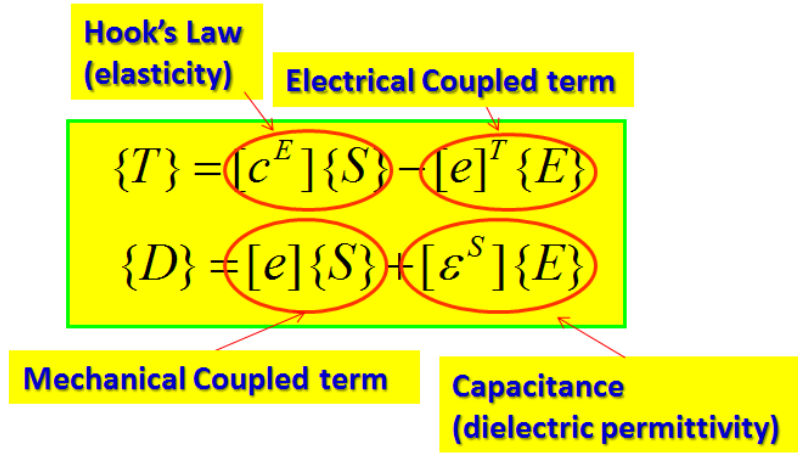 Hook's Law
(elasticity)
Electrical Coupled term
{T} = [c^E]{S} − [e]^T {E}
{D} = [e]{S} + [ε^S]{E}
Mechanical Coupled term
Capacitance
(dielectric permittivity)